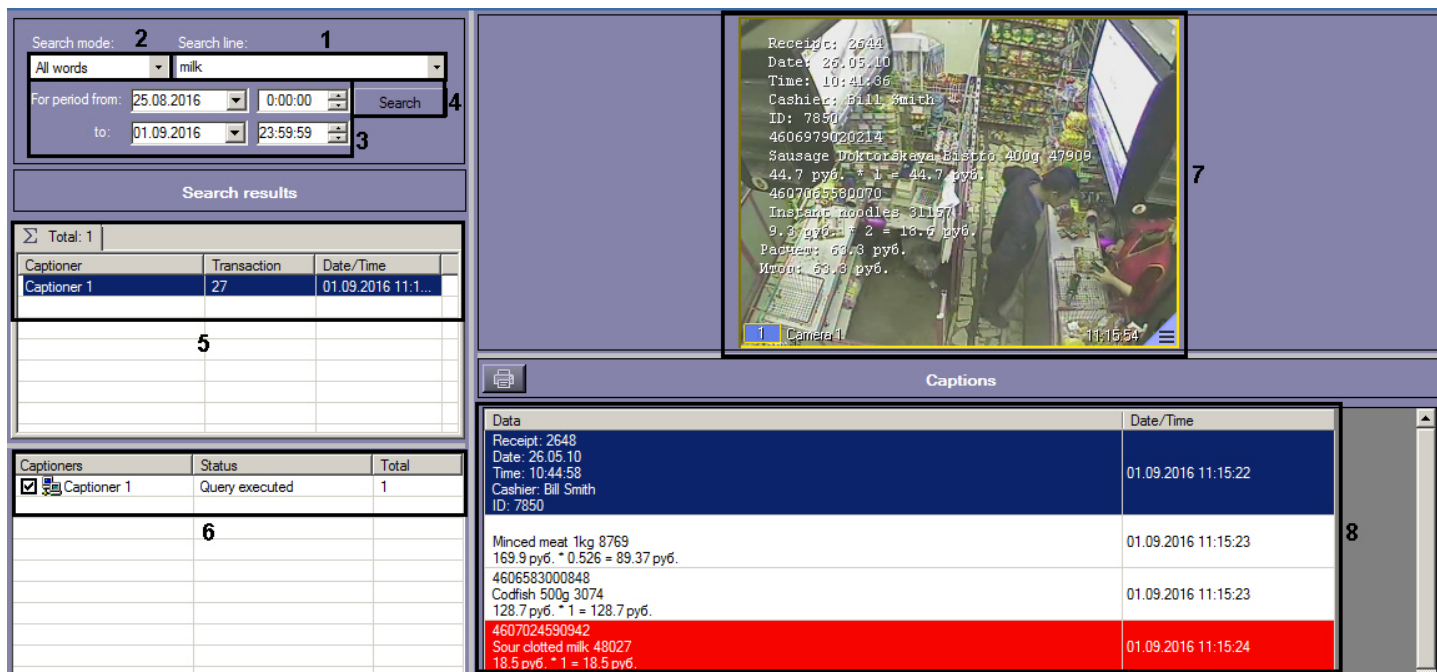 2
1
Search mode:
Search line:
All words
milk
For period from:
25.08.2016
0:00:00
Search
4
to:
01.09.2016
23:59:59
3
Search results
Σ Total: 1
Captioner Transaction Date/Time
Captioner 1 27 01.09.2016 11:1...
5
Captioners Status Total
Captioner 1 Query executed 1
6
Receipt: 2644
Date: 26.05.10
Time: 10:41:36
Cashier: Bill Smith
ID: 7850
4606979020214
Sausage Doktorskaya Bistro 400g 47909
44.7 руб. * 1 = 44.7 руб.
4607065580070
Instant noodles 31157
9.3 руб. * 2 = 18.6 руб.
Расчет: 63.3 руб.
Итог: 63.3 руб.
1 Camera 1
11:15:54
7
Captions
Data Date/Time
Receipt: 2648
Date: 26.05.10
Time: 10:44:58
Cashier: Bill Smith
ID: 7850
01.09.2016 11:15:22
Minced meat 1kg 8769
169.9 руб. * 0.526 = 89.37 руб.
01.09.2016 11:15:23
4606583000848
Codfish 500g 3074
128.7 руб. * 1 = 128.7 руб.
01.09.2016 11:15:23
4607024590942
Sour clotted milk 48027
18.5 руб. * 1 = 18.5 руб.
01.09.2016 11:15:24
8